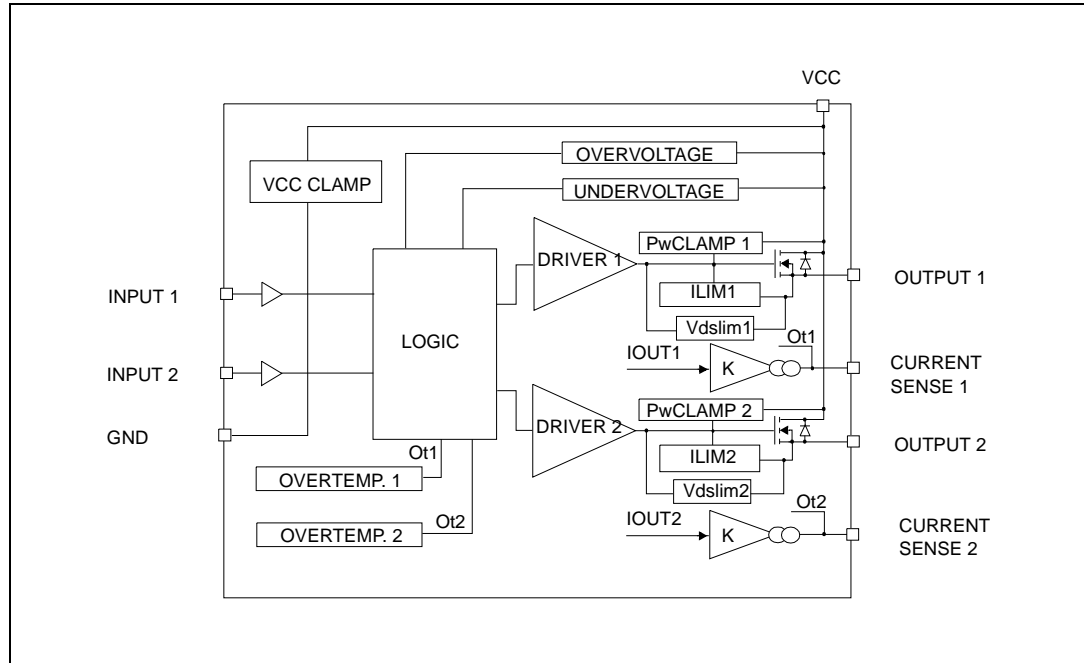 VCC
OVERVOLTAGE
VCC CLAMP
UNDERVOLTAGE
PwCLAMP 1
DRIVER 1
OUTPUT 1
INPUT 1
ILIM1
LOGIC
Vdslim1
Ot1
IOUT1
K
CURRENT
SENSE 1
INPUT 2
PwCLAMP 2
DRIVER 2
GND
OUTPUT 2
Ot1
ILIM2
OVERTEMP. 1
Vdslim2
Ot2
Ot2
IOUT2
OVERTEMP. 2
K
CURRENT
SENSE 2